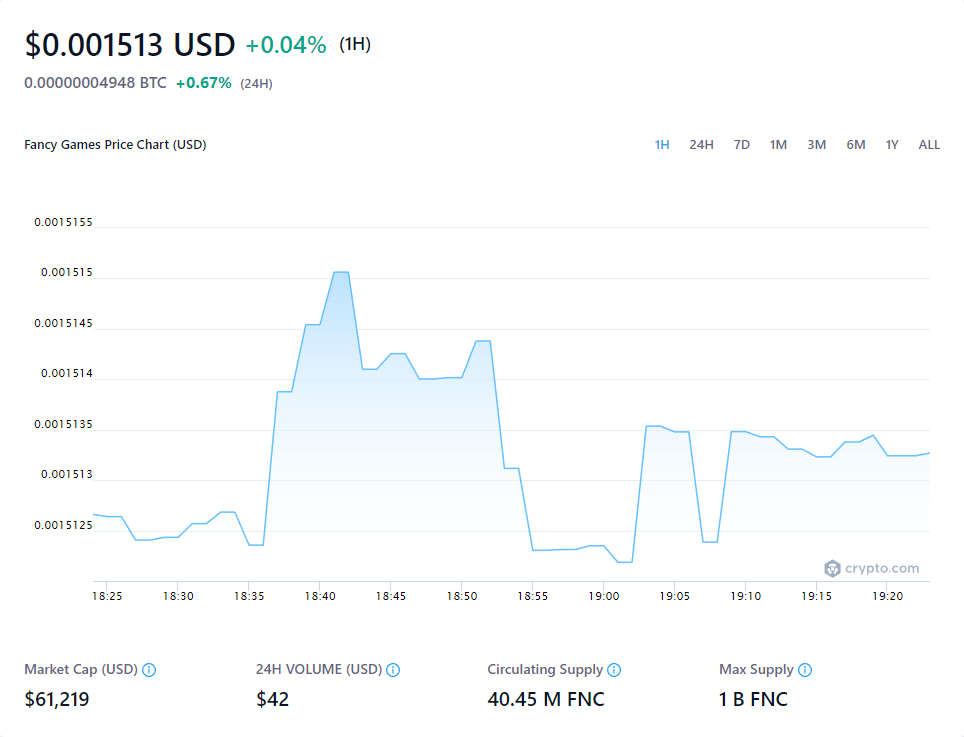 $0.001513 USD +0.04% (1H)
0.00000004948 BTC +0.67% (24H)
Fancy Games Price Chart (USD) 1H 24H 7D 1M 3M 6M 1Y ALL
0.0015155
0.001515
0.0015145
0.001514
0.0015135
0.001513
0.0015125
crypto.com
18:25 18:30 18:35 18:40 18:45 18:50 18:55 19:00 19:05 19:10 19:15 19:20
Market Cap (USD) 24H VOLUME (USD) Circulating Supply Max Supply
$61,219 $42 40.45 M FNC 1 B FNC